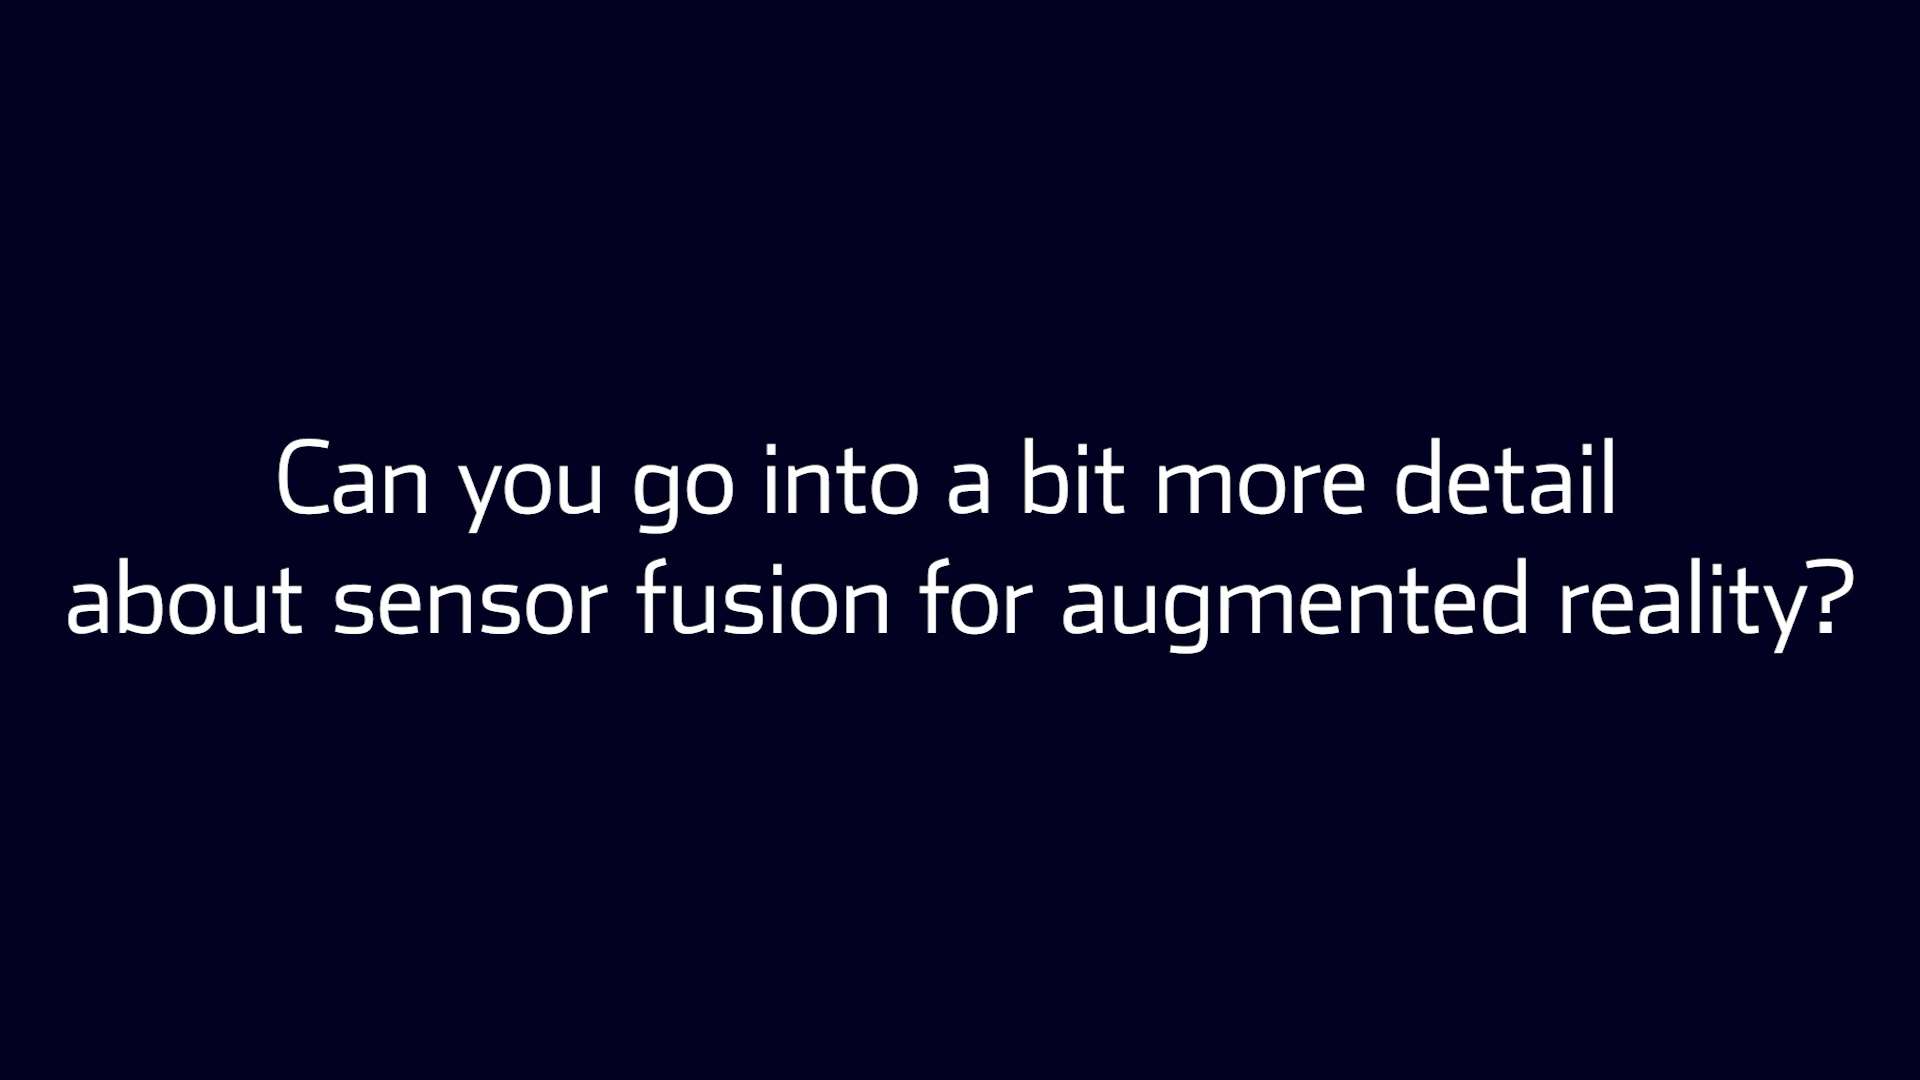 Can you go into a bit more detail
about sensor fusion for augmented reality?